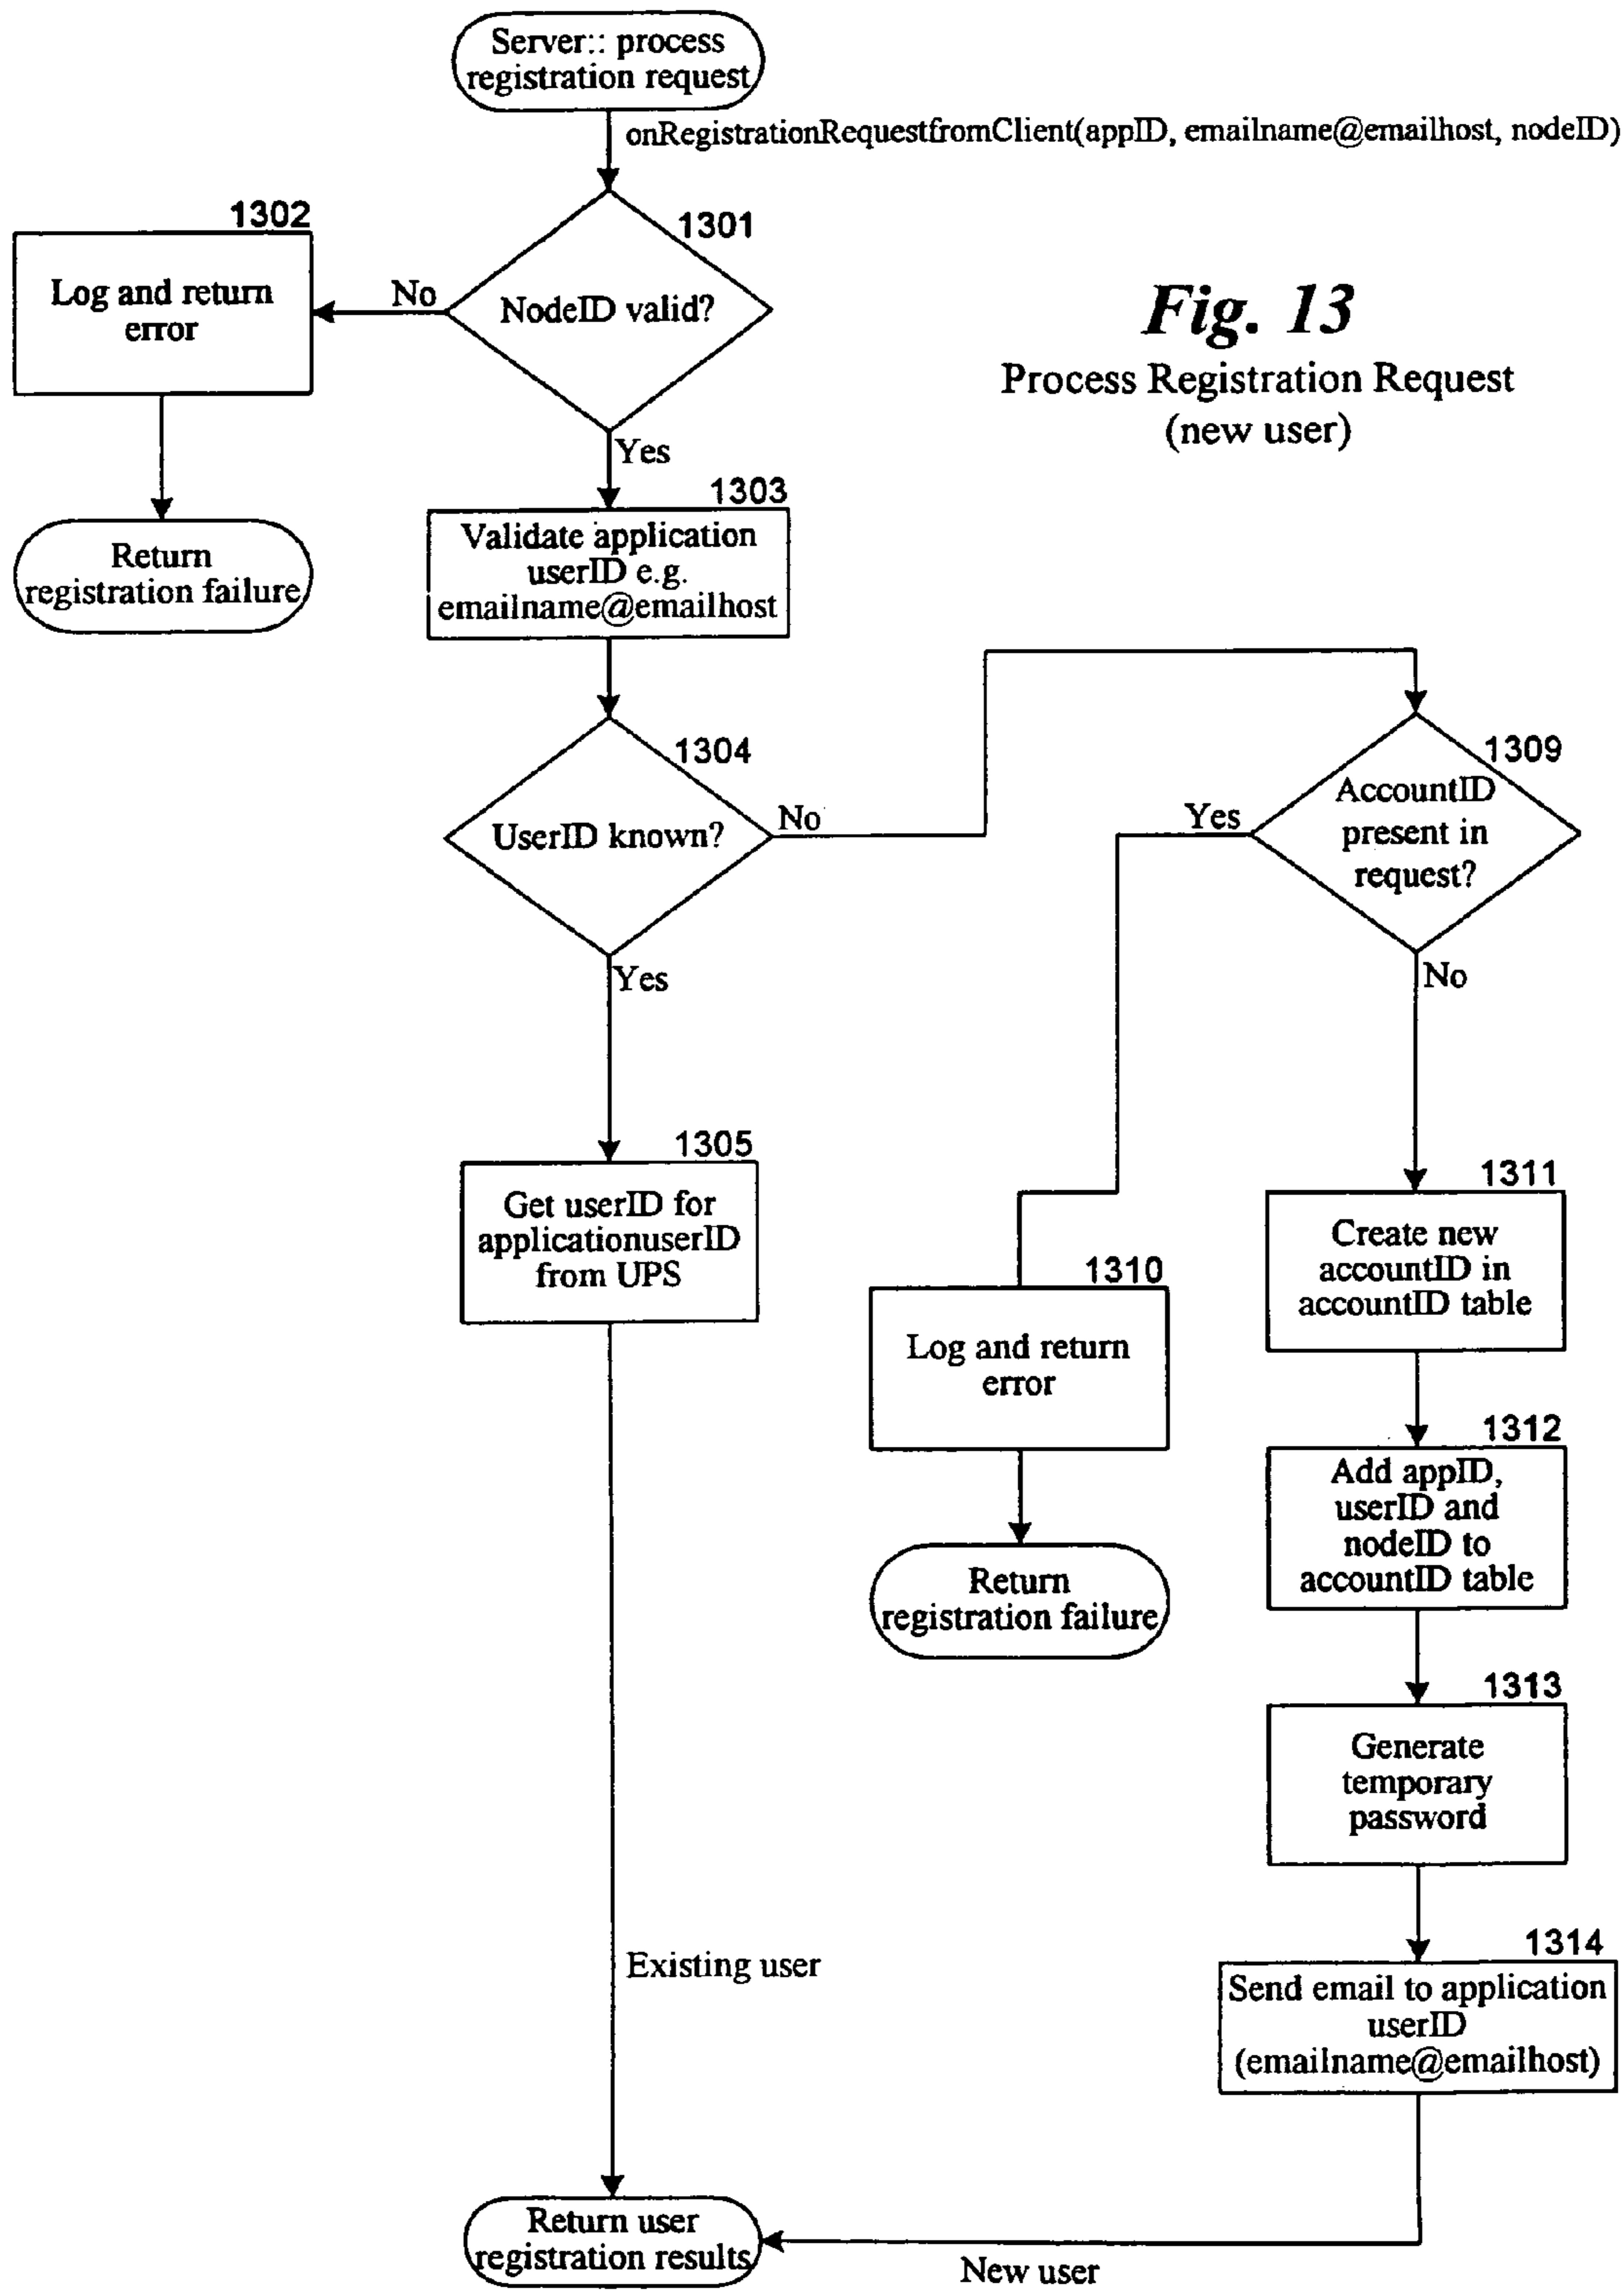 Server:: process
registration request
onRegistrationRequestfromClient(appID, emailname@emailhost, nodeID)
1302
1301
Log and return
error
No
NodeID valid?
Fig. 13
Process Registration Request
(new user)
Yes
1303
Return
registration failure
Validate application
userID e.g.
emailname@emailhost
1304
UserID known?
No
1309
AccountID
present in
request?
Yes
Yes
No
1305
Get userID for
applicationuserID
from UPS
1310
Log and return
error
Return
registration failure
1311
Create new
accountID in
accountID table
1312
Add appID,
userID and
nodeID to
accountID table
1313
Generate
temporary
password
1314
Send email to application
userID
(emailname@emailhost)
Existing user
Return user
registration results
New user